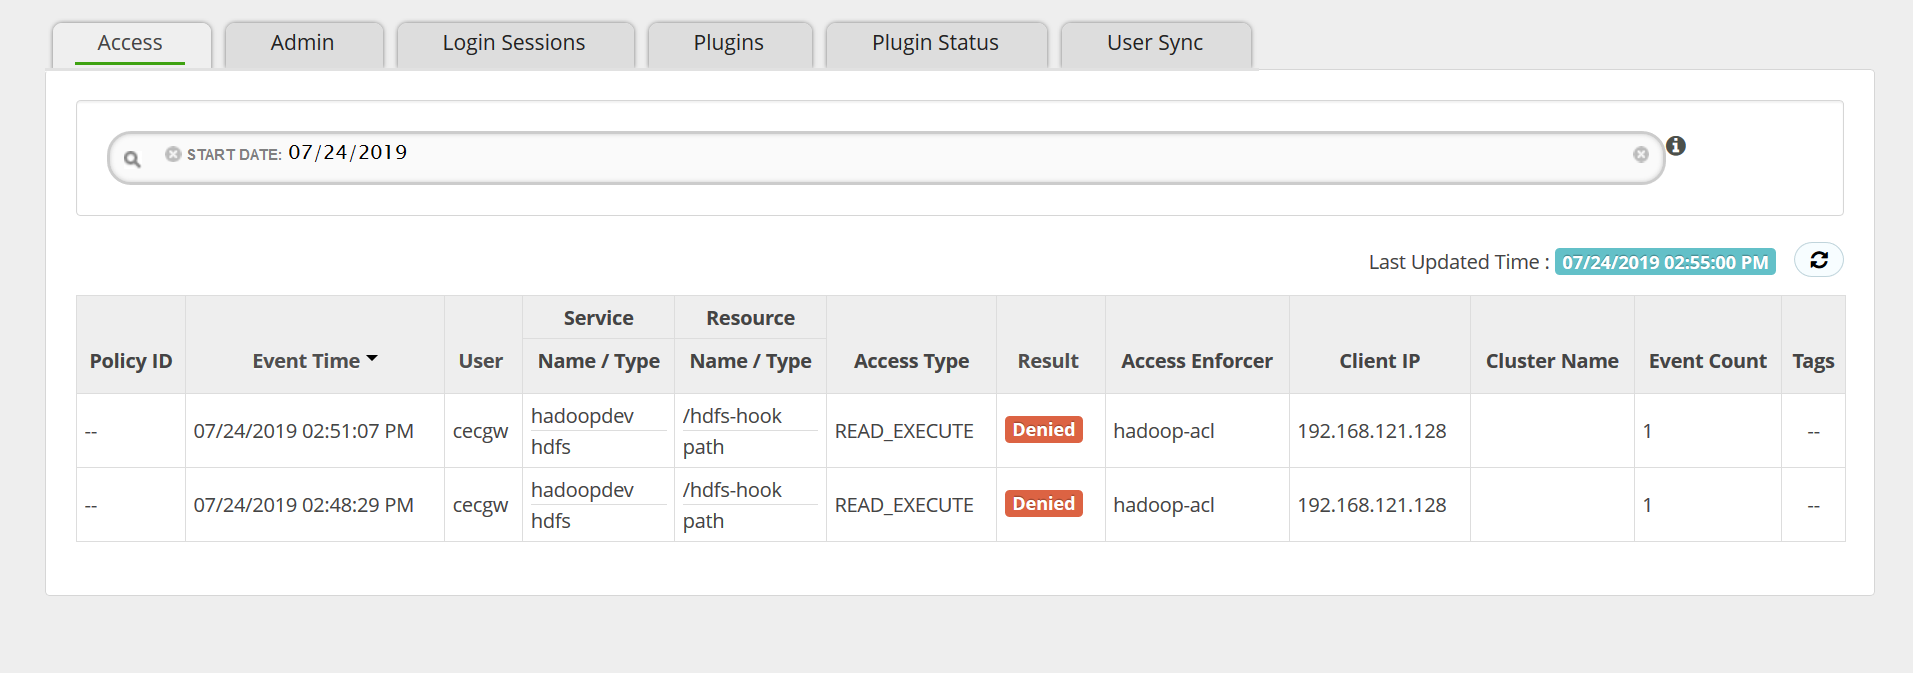 Access Admin Login Sessions Plugins Plugin Status User Sync
START DATE: 07/24/2019
Last Updated Time : 07/24/2019 02:55:00 PM
Service Resource
Policy ID Event Time User Name / Type Name / Type Access Type Result Access Enforcer Client IP Cluster Name Event Count Tags
hadoopdev /hdfs-hook
-- 07/24/2019 02:51:07 PM cecgw READ_EXECUTE Denied hadoop-acl 192.168.121.128 1 --
hdfs path
hadoopdev /hdfs-hook
-- 07/24/2019 02:48:29 PM cecgw READ_EXECUTE Denied hadoop-acl 192.168.121.128 1 --
hdfs path